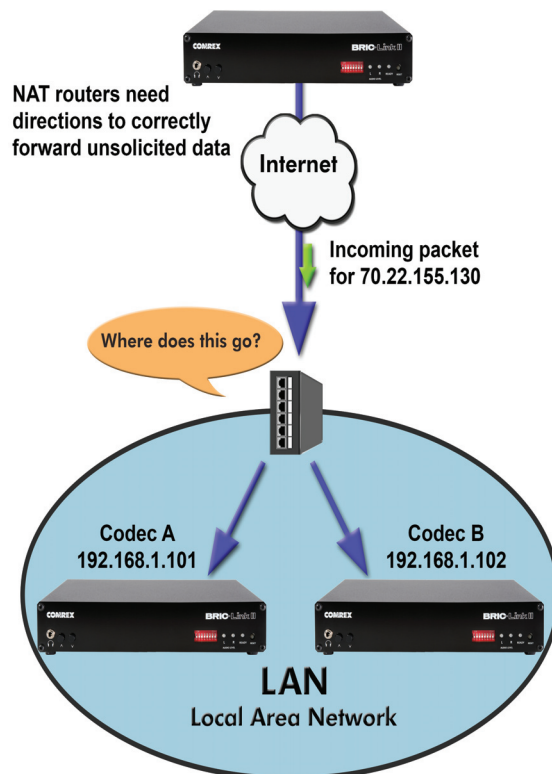 COMREX
BRIC-Link II
NAT routers need
directions to correctly
forward unsolicited data
Internet
Incoming packet
for 70.22.155.130
Where does this go?
Codec A
192.168.1.101
Codec B
192.168.1.102
COMREX
BRIC-Link II
COMREX
BRIC-Link II
LAN
Local Area Network